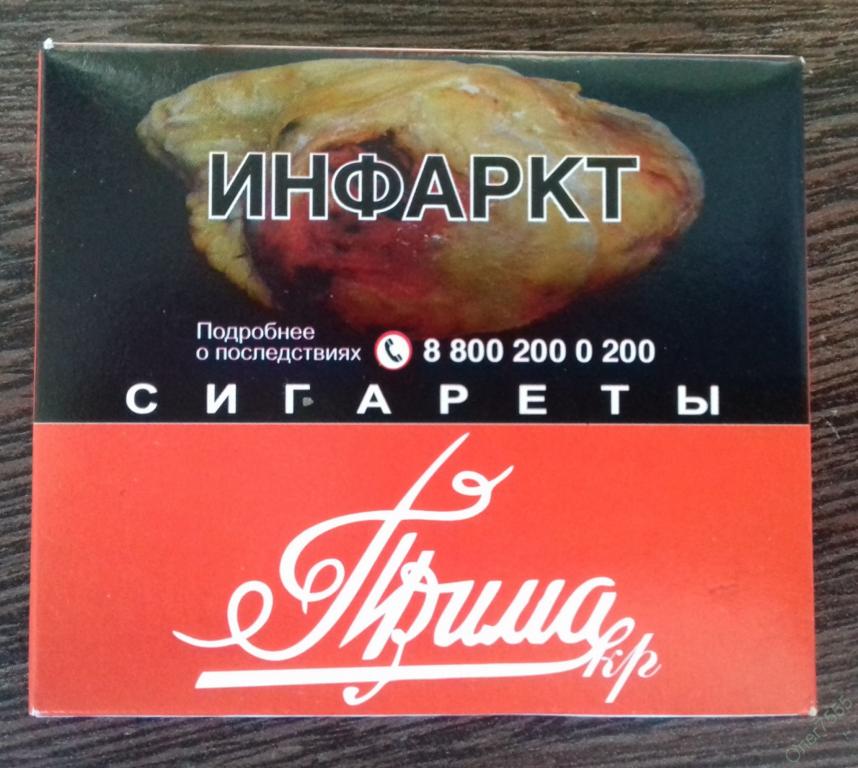 ИНФАРКТ
Подробнее
о последствиях 8 800 200 0 200
СИГАРЕТЫ
Прима
кр